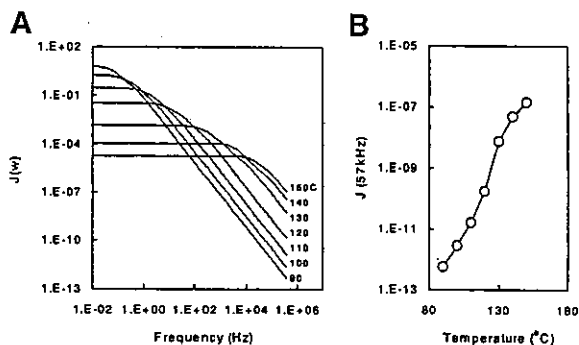 A
1.E+02
1.E-01
1.E-04
1.E-07
1.E-10
1.E-13
J(w)
150C
140
130
120
110
100
90
1.E-02 1.E+00 1.E+02 1.E+04 1.E+06
Frequency (Hz)
B
1.E-05
1.E-07
1.E-09
1.E-11
1.E-13
J (57kHz)
80 130 180
Temperature (°C)